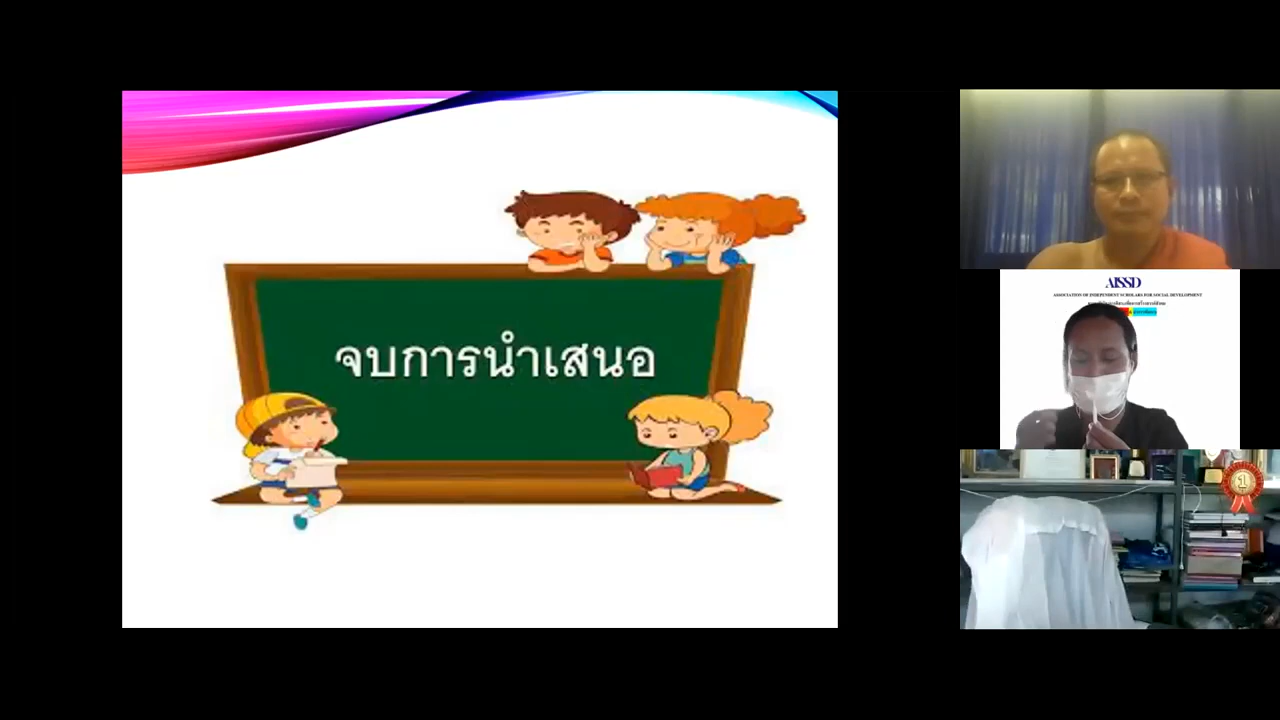 จบการนำเสนอ
AISSD
ASSOCIATION OF INDEPENDENT SCHOLARS FOR SOCIAL DEVELOPMENT
1